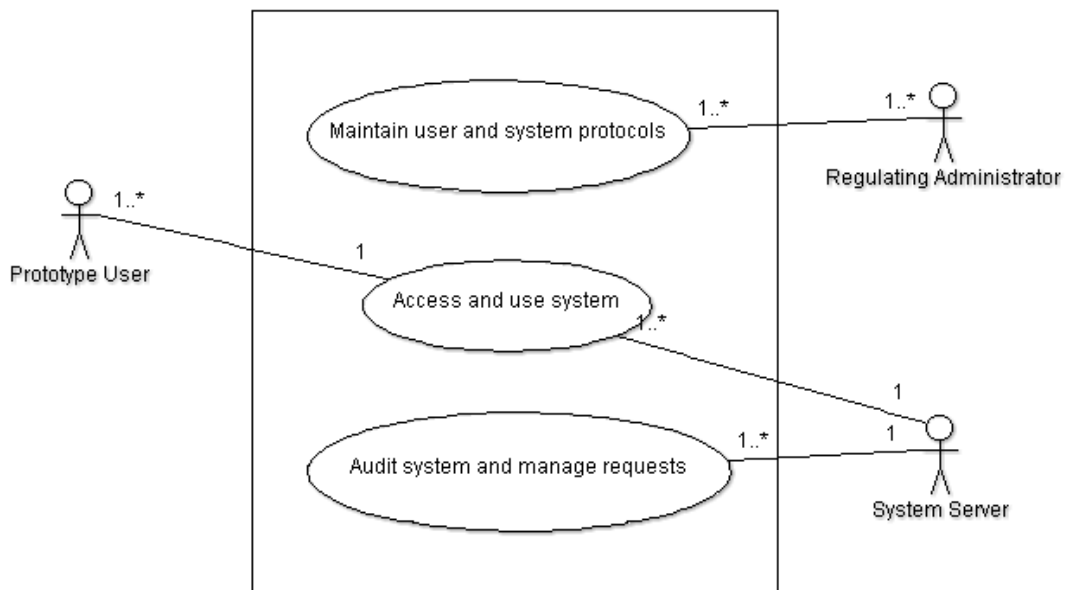 1..*
1..*
Maintain user and system protocols
Regulating Administrator
1..*
Prototype User
1
Access and use system
1..*
1
1..*
1
Audit system and manage requests
System Server